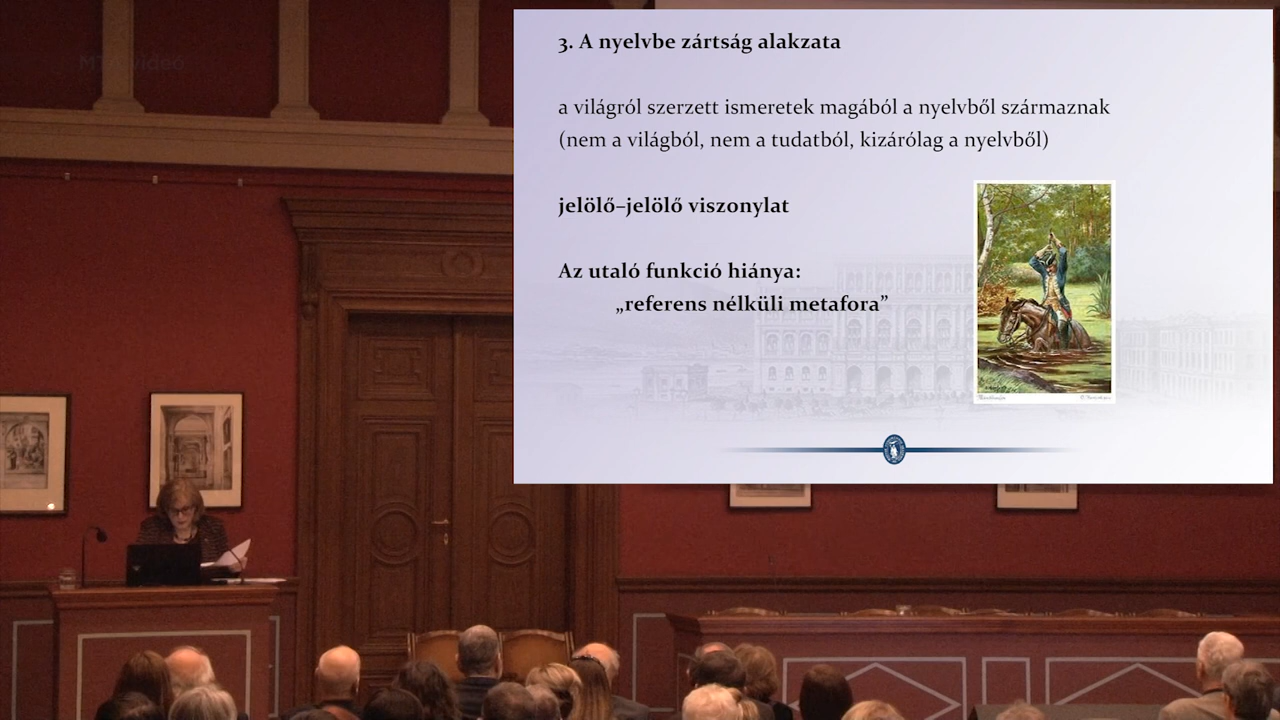 3. A nyelvbe zártság alakzata
a világról szerzett ismeretek magából a nyelvből származnak
(nem a világból, nem a tudatból, kizárólag a nyelvből)
jelölő–jelölő viszonylat
Az utaló funkció hiánya:
„referens nélküli metafora”